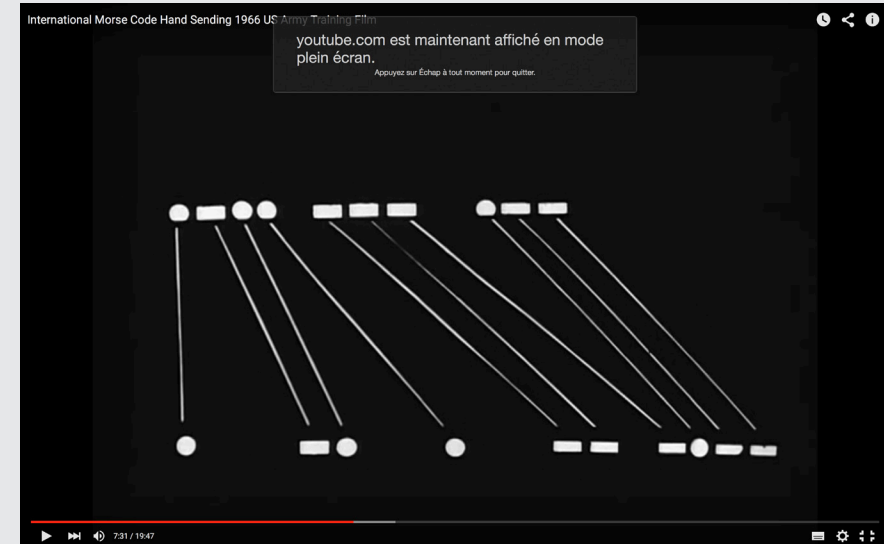 International Morse Code Hand Sending 1966 US Army Training Film
youtube.com est maintenant affiché en mode
plein écran.
Appuyez sur Échap à tout moment pour quitter.
7:31 / 19:47